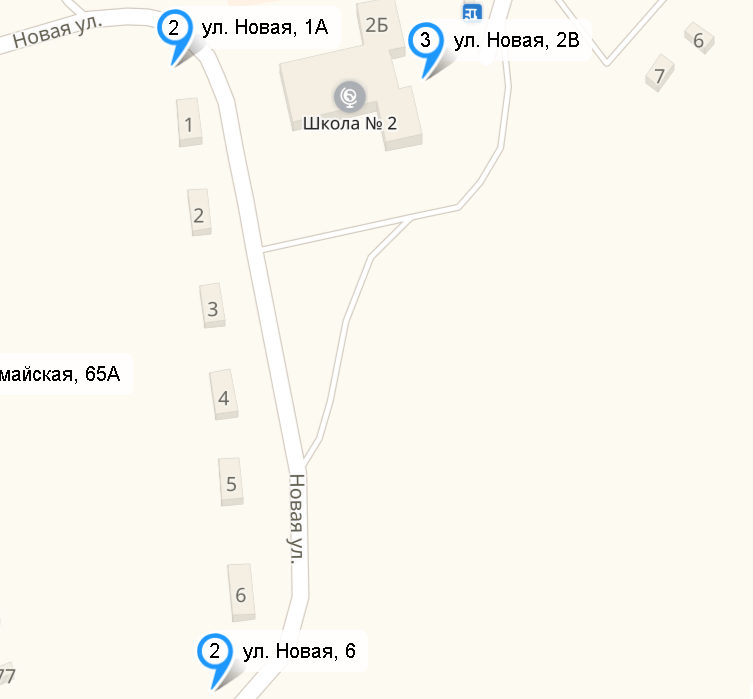 Новая ул.
2 ул. Новая, 1А
2Б
3 ул. Новая, 2В
6
7
Школа № 2
1
2
3
майская, 65А
4
5
Новая ул.
6
2 ул. Новая, 6
77